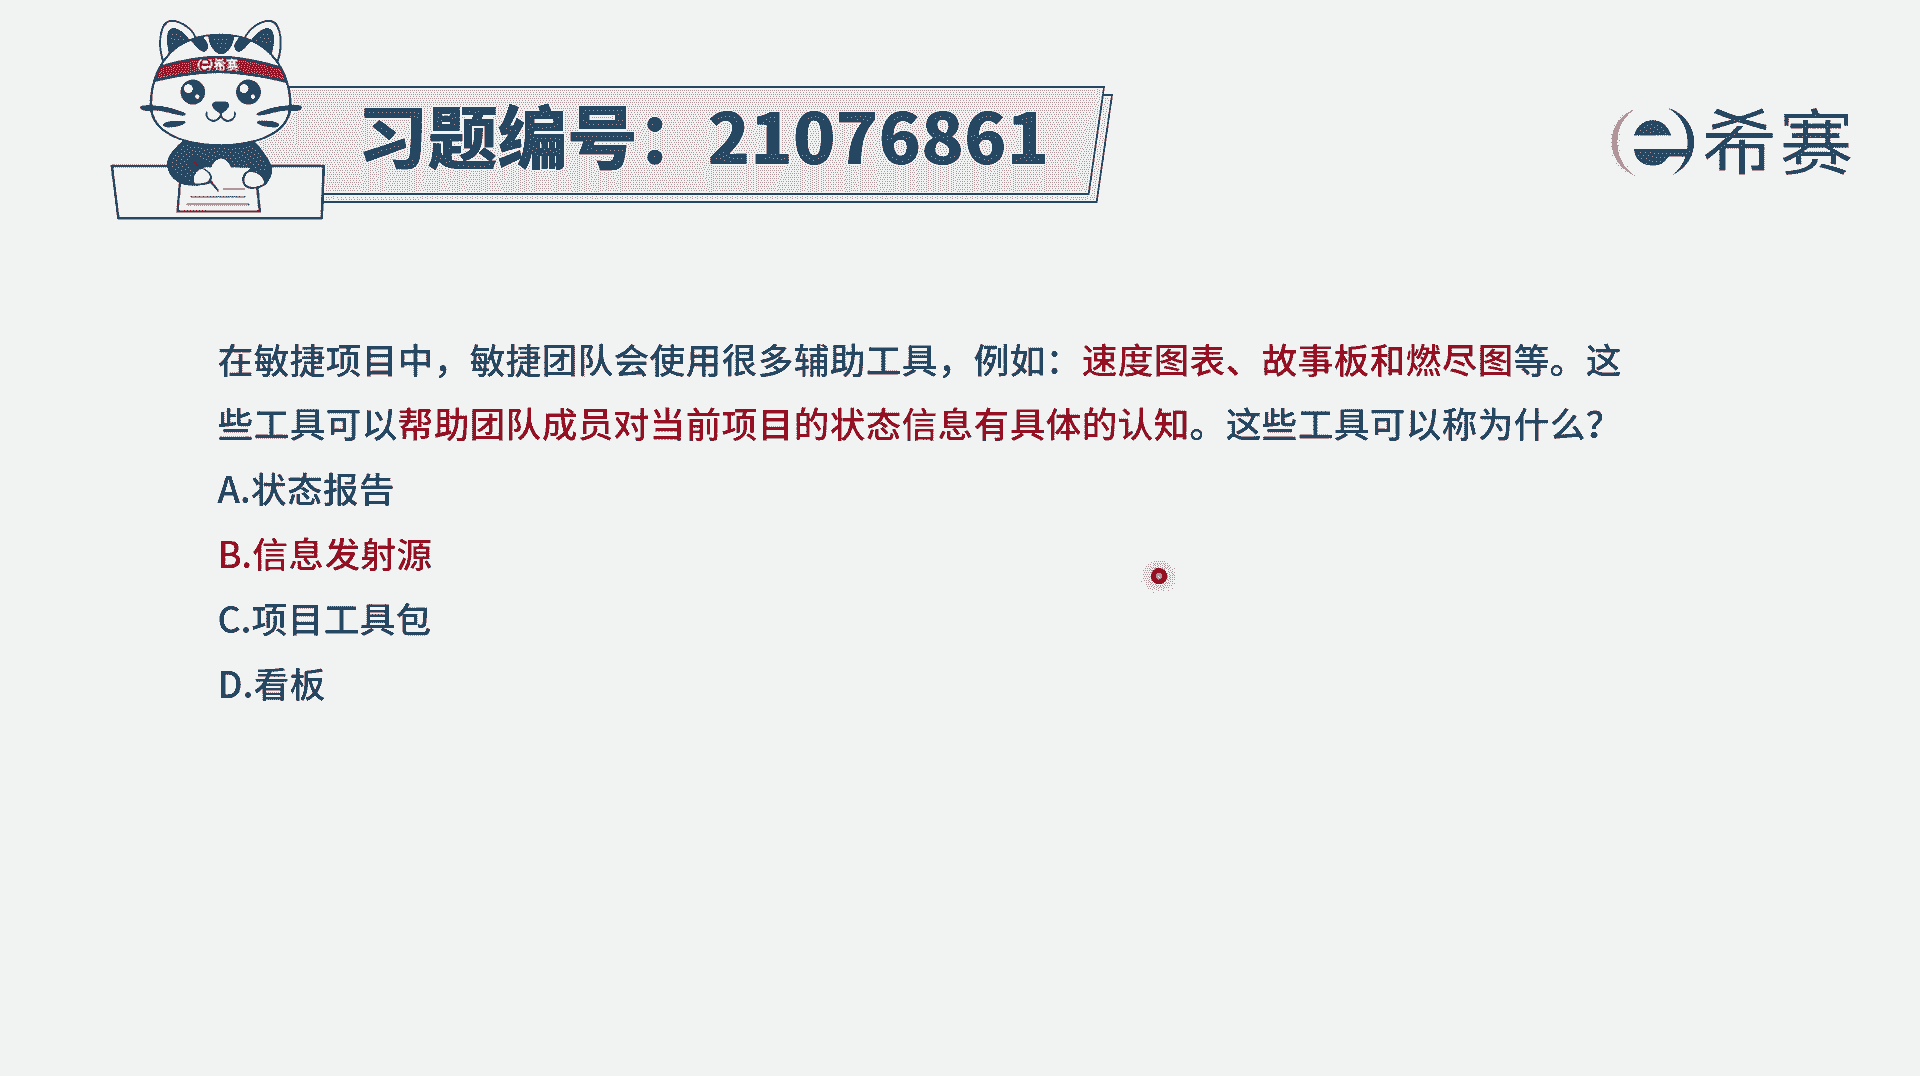 希赛
习题编号：21076861
希赛
在敏捷项目中，敏捷团队会使用很多辅助工具，例如：速度图表、故事板和燃尽图等。这
些工具可以帮助团队成员对当前项目的状态信息有具体的认知。这些工具可以称为什么？
A.状态报告
B.信息发射源
C.项目工具包
D.看板